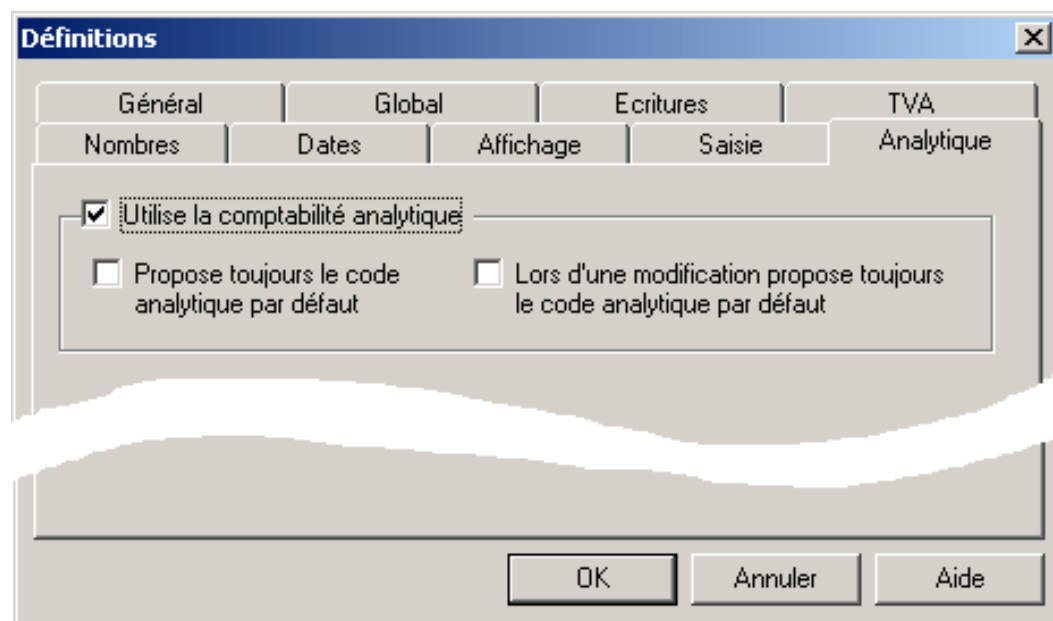 Définitions
Général Global Ecritures TVA
Nombres Dates Affichage Saisie Analytique
Utilise la comptabilité analytique
Propose toujours le code
analytique par défaut
Lors d'une modification propose toujours
le code analytique par défaut
OK Annuler Aide